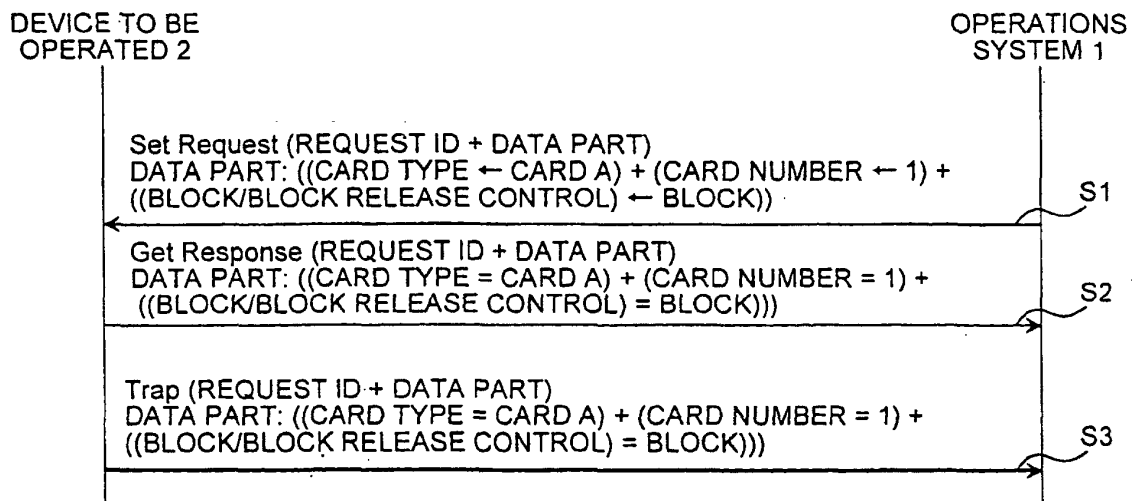 DEVICE TO BE
OPERATED 2
OPERATIONS
SYSTEM 1
Set Request (REQUEST ID + DATA PART)
DATA PART: ((CARD TYPE ← CARD A) + (CARD NUMBER ← 1) +
((BLOCK/BLOCK RELEASE CONTROL) ← BLOCK))
S1
Get Response (REQUEST ID + DATA PART)
DATA PART: ((CARD TYPE = CARD A) + (CARD NUMBER = 1) +
((BLOCK/BLOCK RELEASE CONTROL) = BLOCK)))
S2
Trap (REQUEST ID + DATA PART)
DATA PART: ((CARD TYPE = CARD A) + (CARD NUMBER = 1) +
((BLOCK/BLOCK RELEASE CONTROL) = BLOCK)))
S3